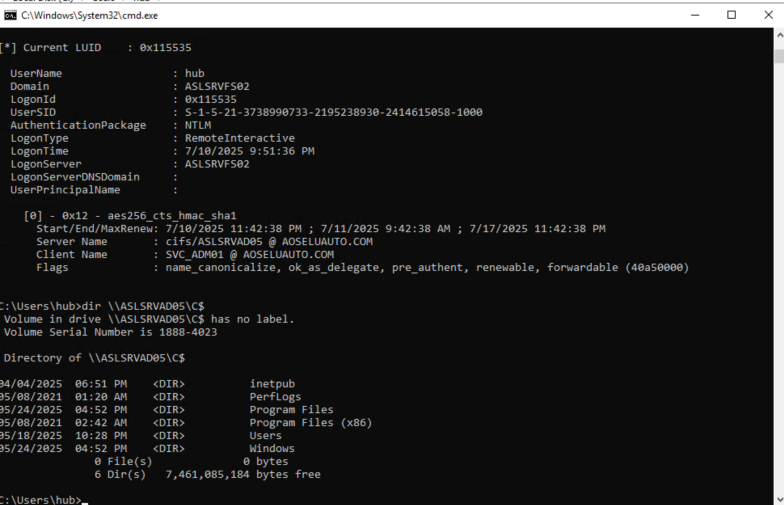 C:\Windows\System32\cmd.exe
[*] Current LUID    : 0x115535
UserName                 : hub
Domain                   : ASLSRVFS02
LogonId                  : 0x115535
UserSID                  : S-1-5-21-3738990733-2195238930-2414615058-1000
AuthenticationPackage    : NTLM
LogonType                : RemoteInteractive
LogonTime                : 7/10/2025 9:51:36 PM
LogonServer              : ASLSRVFS02
LogonServerDNSDomain     :
UserPrincipalName        :
[0] - 0x12 - aes256_cts_hmac_sha1
Start/End/MaxRenew: 7/10/2025 11:42:38 PM ; 7/11/2025 9:42:38 AM ; 7/17/2025 11:42:38 PM
Server Name       : cifs/ASLSRVAD05 @ AOSELUAUTO.COM
Client Name       : SVC_ADM01 @ AOSELUAUTO.COM
Flags             : name_canonicalize, ok_as_delegate, pre_authent, renewable, forwardable (40a50000)
C:\Users\hub>dir \\ASLSRVAD05\C$
Volume in drive \\ASLSRVAD05\C$ has no label.
Volume Serial Number is 1888-4023
Directory of \\ASLSRVAD05\C$
04/04/2025  06:51 PM    <DIR>          inetpub
05/08/2021  01:20 AM    <DIR>          PerfLogs
05/24/2025  04:52 PM    <DIR>          Program Files
05/08/2021  02:42 AM    <DIR>          Program Files (x86)
05/18/2025  10:28 PM    <DIR>          Users
05/24/2025  04:52 PM    <DIR>          Windows
0 File(s)              0 bytes
6 Dir(s)   7,461,085,184 bytes free
C:\Users\hub>